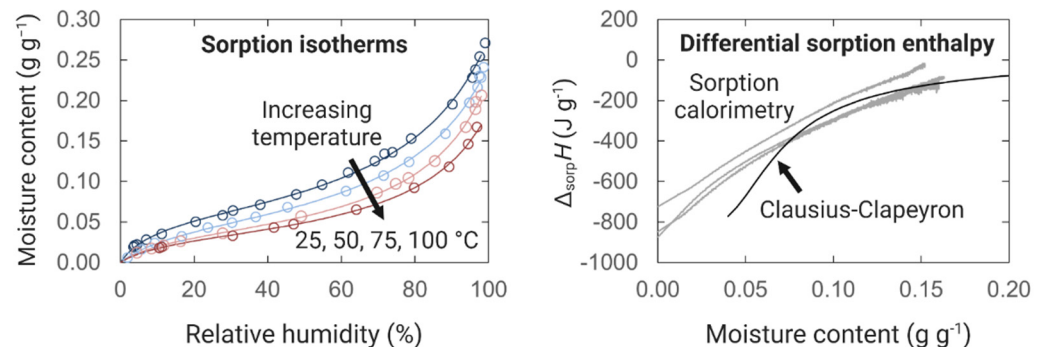 Sorption isotherms
Moisture content (g g⁻¹)
0.30
0.25
0.20
0.15
0.10
0.05
0.00
Increasing
temperature
25, 50, 75, 100 °C
0 20 40 60 80 100
Relative humidity (%)
Differential sorption enthalpy
ΔsorpH (J g⁻¹)
200
0
-200
-400
-600
-800
-1000
Sorption
calorimetry
Clausius-Clapeyron
0.00 0.05 0.10 0.15 0.20
Moisture content (g g⁻¹)